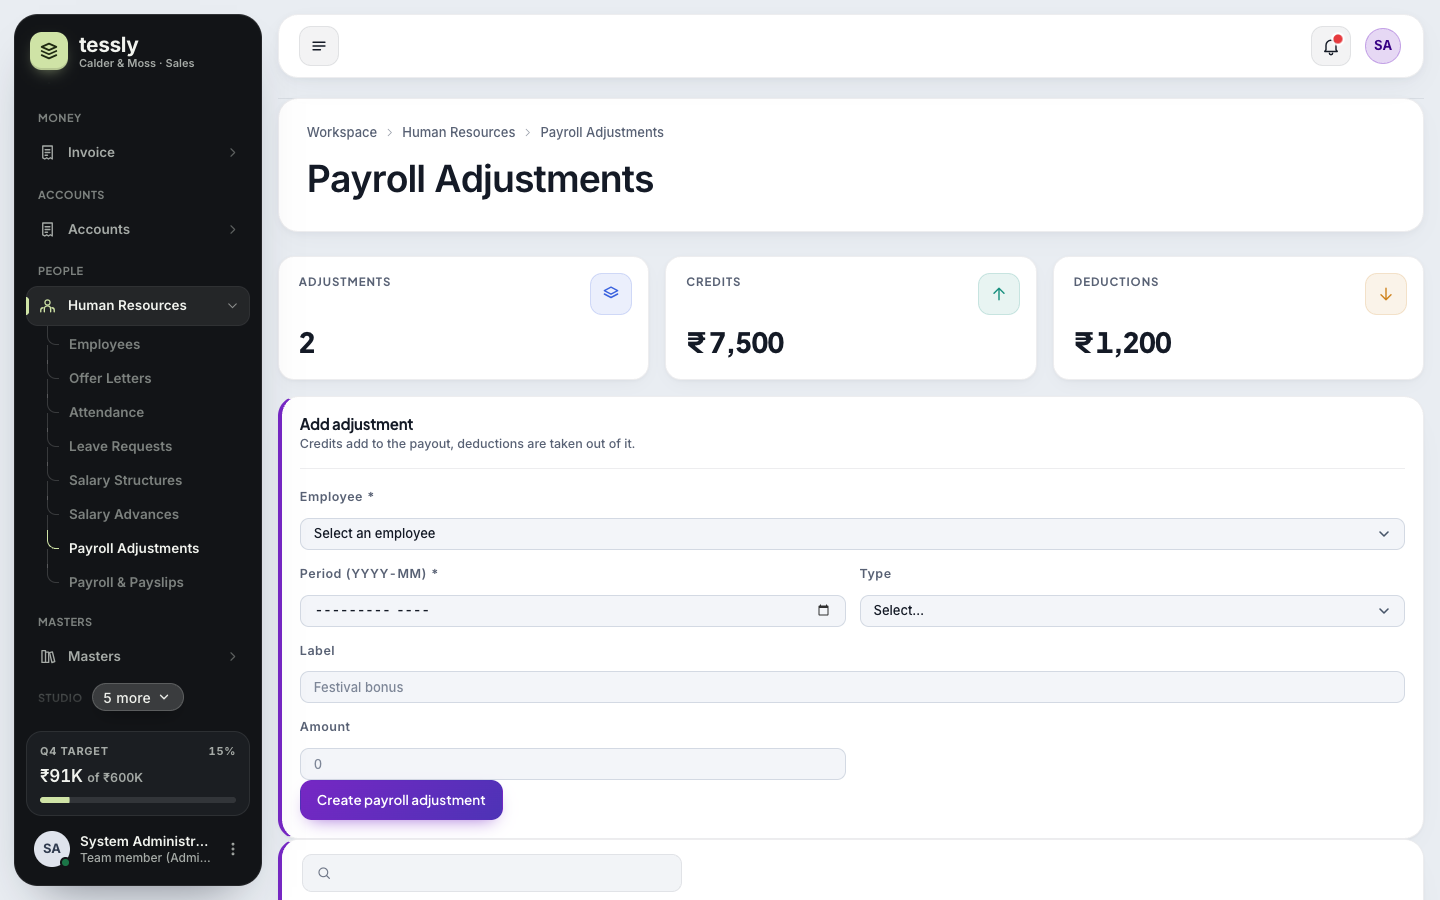 tessly
Calder & Moss · Sales
MONEY
Invoice
ACCOUNTS
Accounts
PEOPLE
Human Resources
Employees
Offer Letters
Attendance
Leave Requests
Salary Structures
Salary Advances
Payroll Adjustments
Payroll & Payslips
MASTERS
Masters
STUDIO
5 more
Q4 TARGET 15%
₹91K of ₹600K
SA
System Administr...
Team member (Admi...
SA
Workspace > Human Resources > Payroll Adjustments
Payroll Adjustments
ADJUSTMENTS
2
CREDITS
₹7,500
DEDUCTIONS
₹1,200
Add adjustment
Credits add to the payout, deductions are taken out of it.
Employee *
Select an employee
Period (YYYY-MM) *
--------- ----
Type
Select...
Label
Festival bonus
Amount
0
Create payroll adjustment